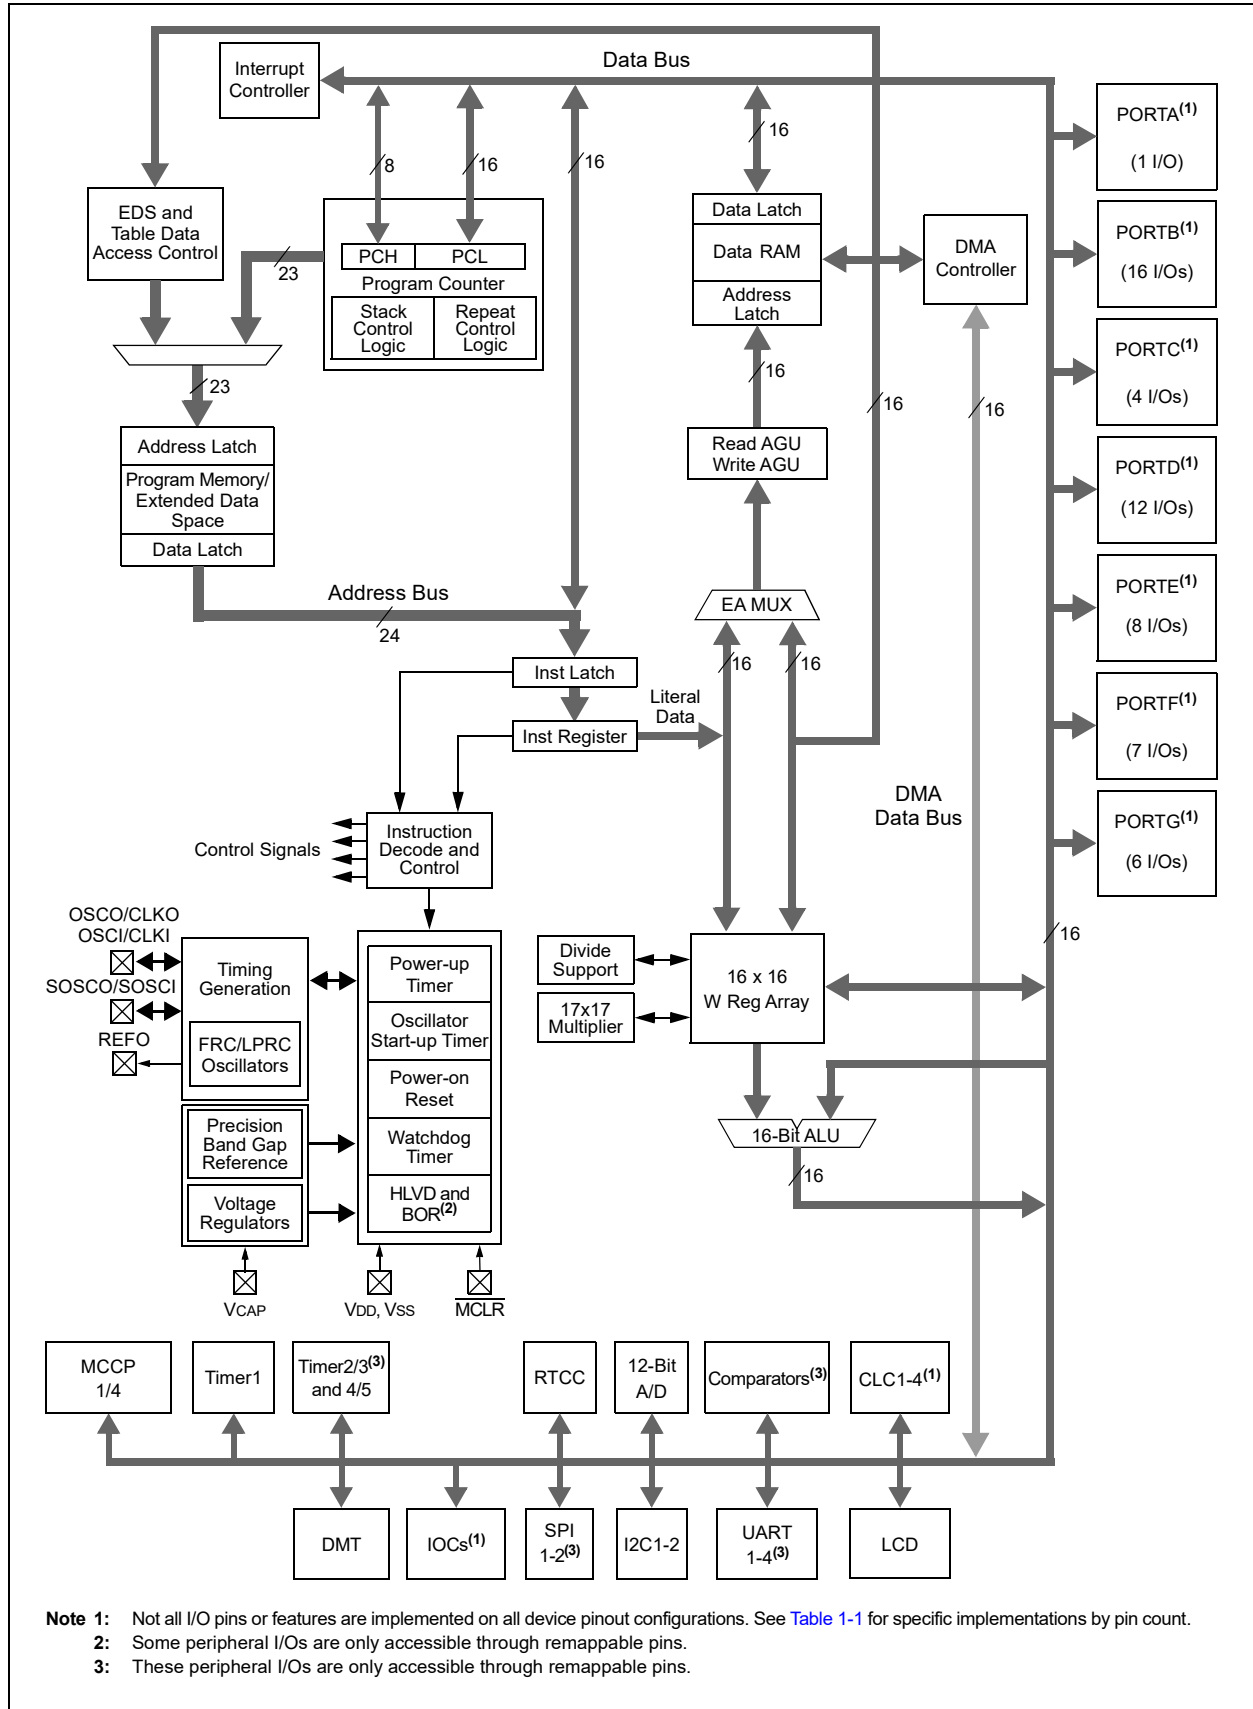 Data Bus
Interrupt
Controller
16
8
16
16
PORTA(1)
(1 I/O)
EDS and
Table Data
Access Control
23
PCH
PCL
Program Counter
Stack
Control
Logic
Repeat
Control
Logic
Data Latch
Data RAM
Address
Latch
DMA
Controller
PORTB(1)
(16 I/Os)
23
16
16
16
PORTC(1)
(4 I/Os)
Address Latch
Program Memory/
Extended Data
Space
Data Latch
Read AGU
Write AGU
PORTD(1)
(12 I/Os)
Address Bus
24
EA MUX
PORTE(1)
(8 I/Os)
16
16
Inst Latch
Literal
Data
Inst Register
PORTF(1)
(7 I/Os)
DMA
Data Bus
Control Signals
Instruction
Decode and
Control
PORTG(1)
(6 I/Os)
OSCO/CLKO
OSCI/CLKI
SOSCO/SOSCI
REFO
Timing
Generation
FRC/LPRC
Oscillators
Precision
Band Gap
Reference
Voltage
Regulators
Power-up
Timer
Oscillator
Start-up Timer
Power-on
Reset
Watchdog
Timer
HLVD and
BOR(2)
Divide
Support
17x17
Multiplier
16 x 16
W Reg Array
16
16-Bit ALU
16
VCAP
VDD, VSS
MCLR
MCCP
1/4
Timer1
Timer2/3(3)
and 4/5
RTCC
12-Bit
A/D
Comparators(3)
CLC1-4(1)
DMT
IOCs(1)
SPI
1-2(3)
I2C1-2
UART
1-4(3)
LCD
Note 1: Not all I/O pins or features are implemented on all device pinout configurations. See Table 1-1 for specific implementations by pin count.
2: Some peripheral I/Os are only accessible through remappable pins.
3: These peripheral I/Os are only accessible through remappable pins.